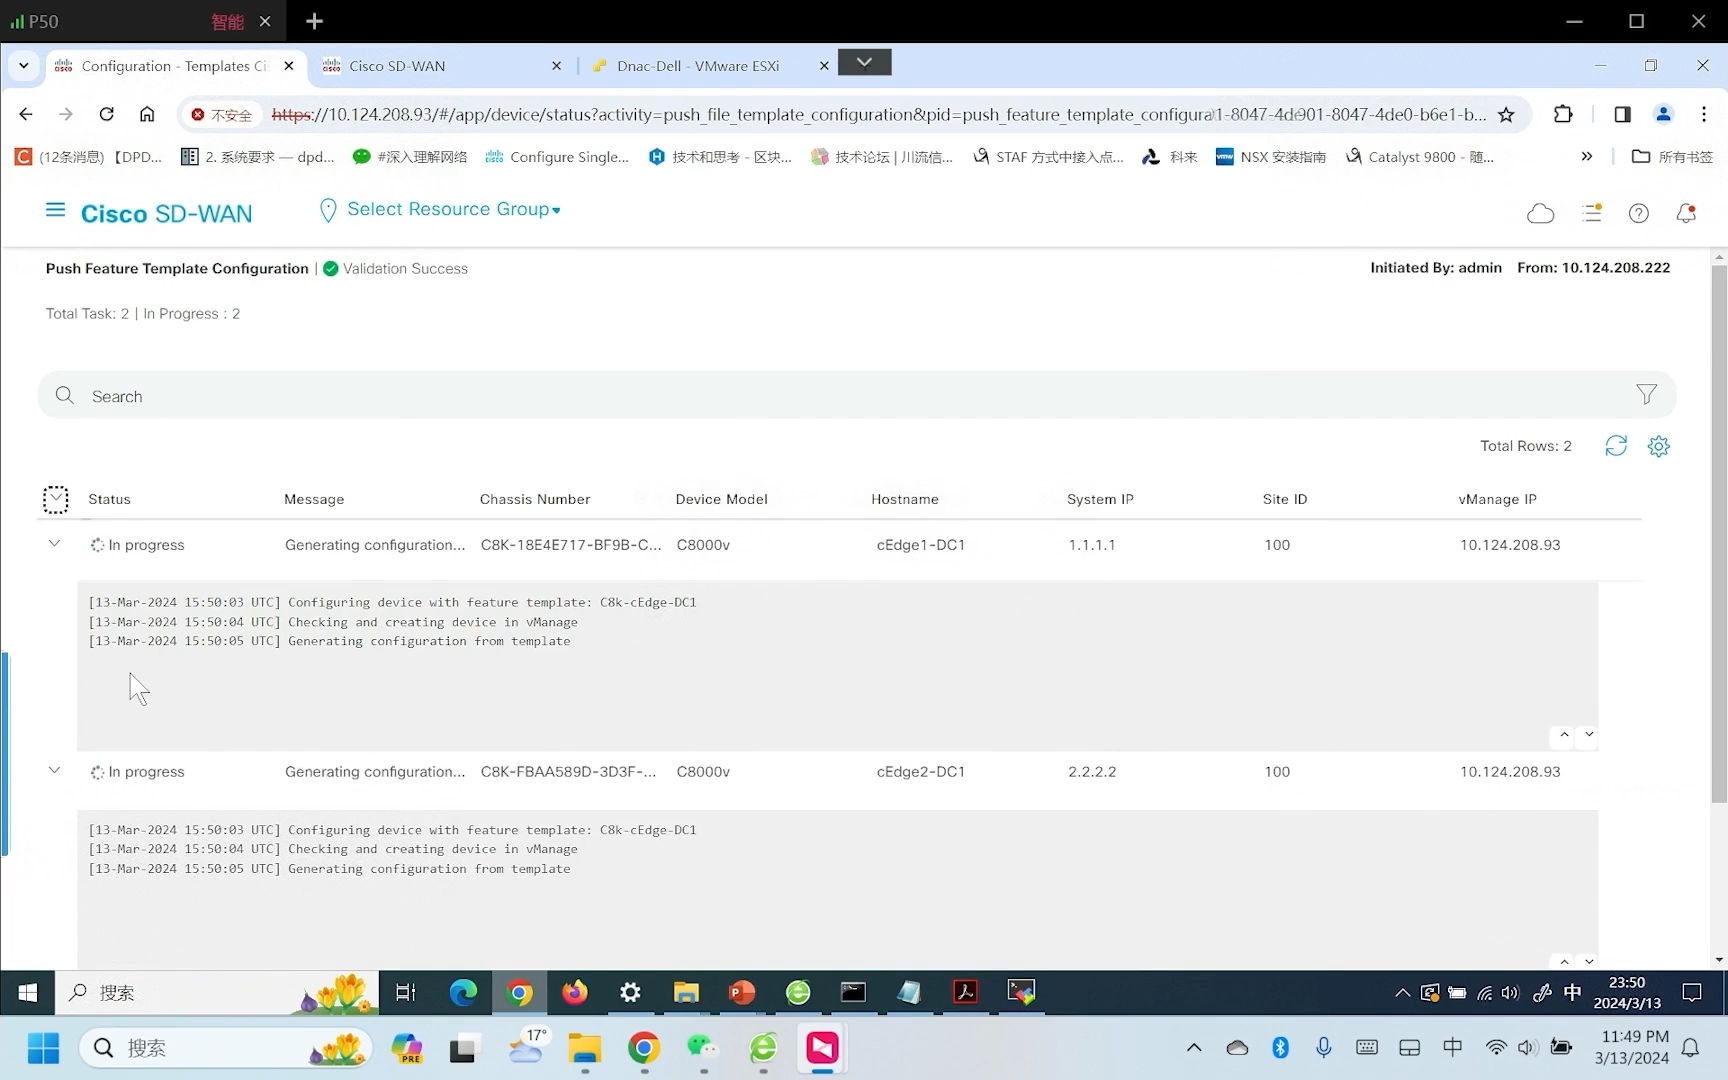 P50 智能
Configuration - Templates Ci
Cisco SD-WAN
Dnac-Dell - VMware ESXi
不安全 https://10.124.208.93/#/app/device/status?activity=push_file_template_configuration&pid=push_feature_template_configura
(12条消息) 【DPD... 2. 系统要求 — dpd... #深入理解网络 Configure Single... 技术和思考 - 区块... 技术论坛 | 川流信... STAF 方式中接入点... 科来 NSX 安装指南 Catalyst 9800 - 随... » 所有书签
Cisco SD-WAN Select Resource Group
Push Feature Template Configuration | Validation Success
Initiated By: admin From: 10.124.208.222
Total Task: 2 | In Progress : 2
Search
Total Rows: 2
Status Message Chassis Number Device Model Hostname System IP Site ID vManage IP
In progress Generating configuration... C8K-18E4E717-BF9B-C... C8000v cEdge1-DC1 1.1.1.1 100 10.124.208.93
[13-Mar-2024 15:50:03 UTC] Configuring device with feature template: C8k-cEdge-DC1
[13-Mar-2024 15:50:04 UTC] Checking and creating device in vManage
[13-Mar-2024 15:50:05 UTC] Generating configuration from template
In progress Generating configuration... C8K-FBAA589D-3D3F-... C8000v cEdge2-DC1 2.2.2.2 100 10.124.208.93
[13-Mar-2024 15:50:03 UTC] Configuring device with feature template: C8k-cEdge-DC1
[13-Mar-2024 15:50:04 UTC] Checking and creating device in vManage
[13-Mar-2024 15:50:05 UTC] Generating configuration from template
搜索
中
23:50
2024/3/13
搜索
PRE
17°
中
11:49 PM
3/13/2024